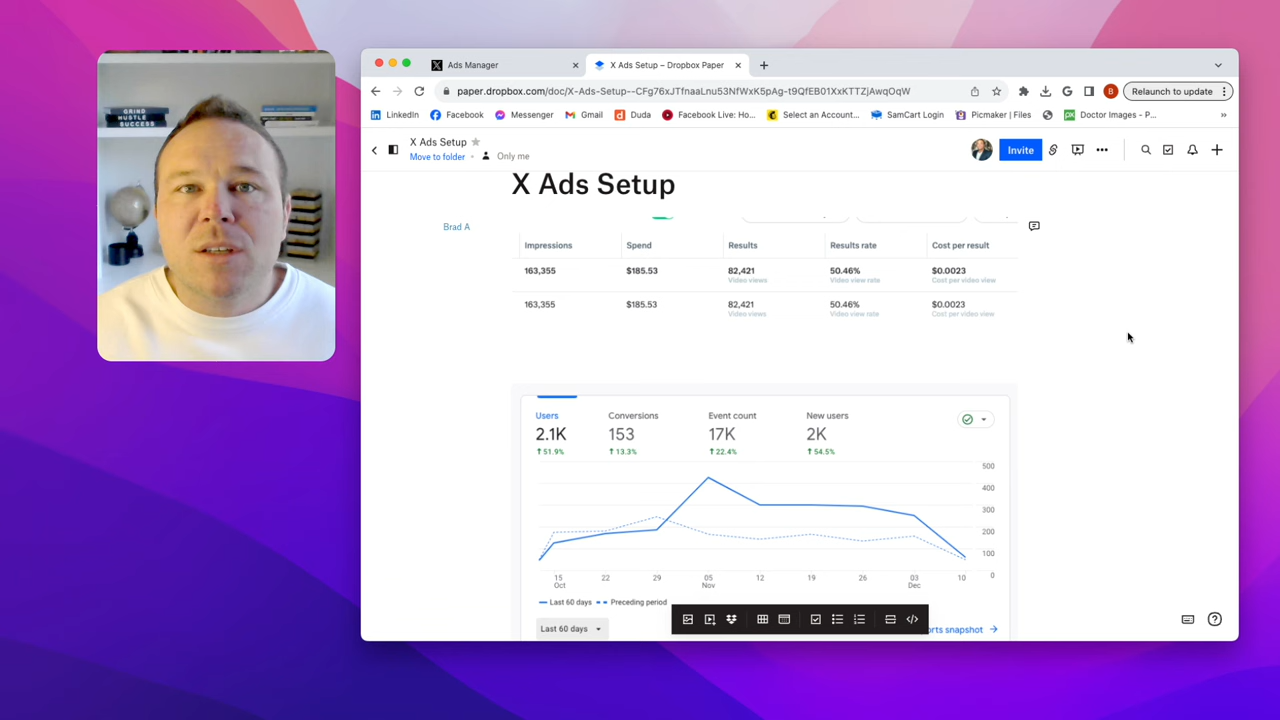 GRIND
HUSTLE
SUCCESS
Ads Manager
X Ads Setup – Dropbox Paper
paper.dropbox.com/doc/X-Ads-Setup--CFg76xJTfnaaLnu53NfWxK5pAg-t9QfEB01XxKTTZjAwqOqW
Relaunch to update
LinkedIn Facebook Messenger Gmail Duda Facebook Live: Ho... Select an Account... SamCart Login Picmaker | Files Doctor Images - P...
X Ads Setup
Move to folder · Only me
Invite
X Ads Setup
Brad A
Impressions Spend Results Results rate Cost per result
163,355 $185.53 82,421 50.46% $0.0023
Video views Video view rate Cost per video view
163,355 $185.53 82,421 50.46% $0.0023
Video views Video view rate Cost per video view
Users Conversions Event count New users
2.1K 153 17K 2K
↑ 51.9% ↑ 13.3% ↑ 22.4% ↑ 54.5%
500
400
300
200
100
0
15 22 29 05 12 19 26 03 10
Oct Nov Dec
Last 60 days Preceding period
Last 60 days
orts snapshot